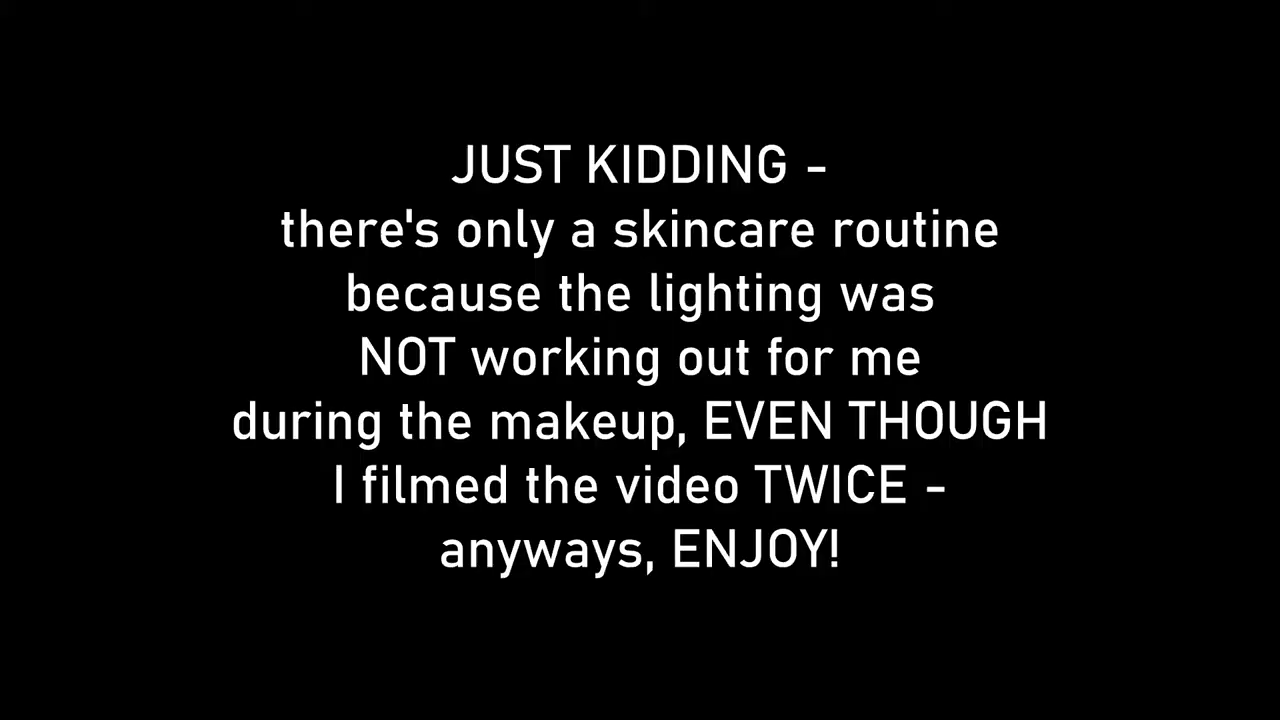 JUST KIDDING -
there's only a skincare routine
because the lighting was
NOT working out for me
during the makeup, EVEN THOUGH
I filmed the video TWICE -
anyways, ENJOY!